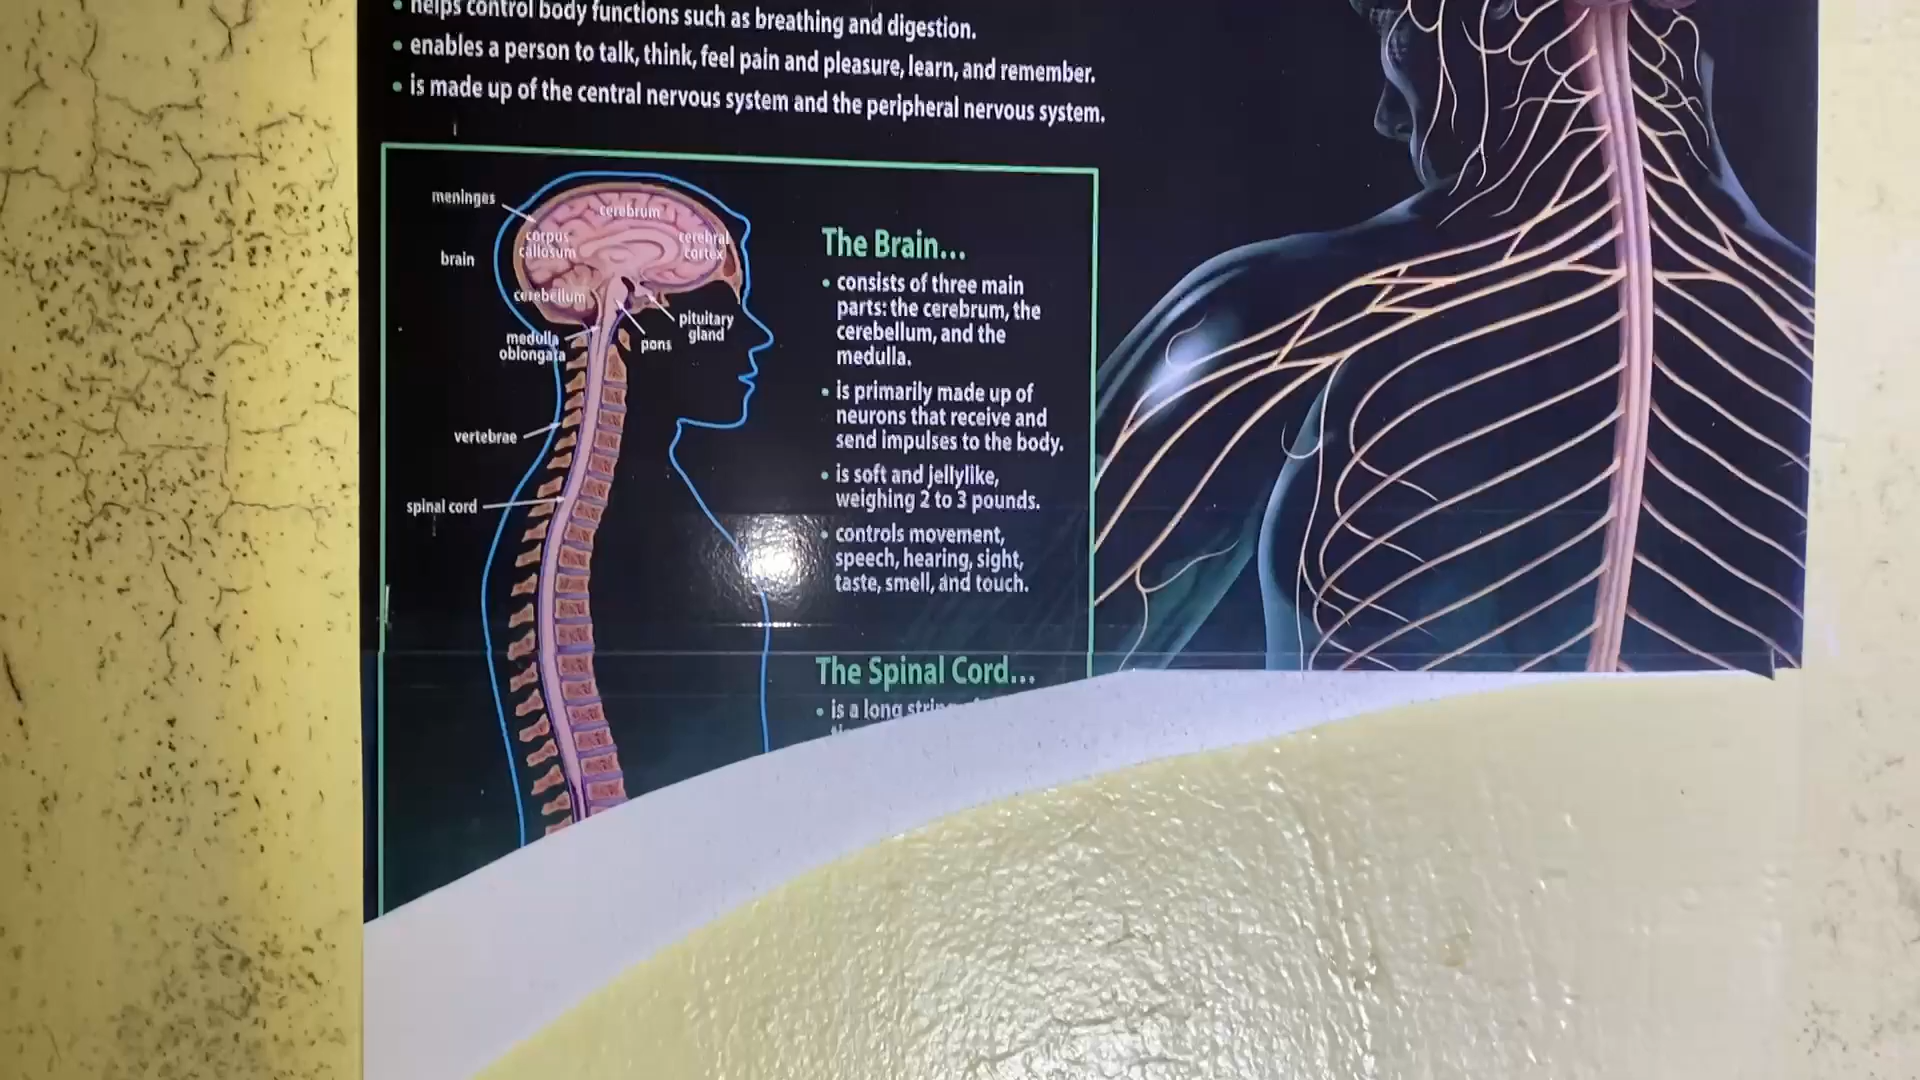 • helps control body functions such as breathing and digestion.
• enables a person to talk, think, feel pain and pleasure, learn, and remember.
• is made up of the central nervous system and the peripheral nervous system.
meninges
cerebrum
corpus
callosum
cerebral
cortex
brain
cerebellum
pituitary
gland
medulla
oblongata
pons
vertebrae
spinal cord
The Brain...
• consists of three main
parts: the cerebrum, the
cerebellum, and the
medulla.
• is primarily made up of
neurons that receive and
send impulses to the body.
• is soft and jellylike,
weighing 2 to 3 pounds.
• controls movement,
speech, hearing, sight,
taste, smell, and touch.
The Spinal Cord...
• is a long